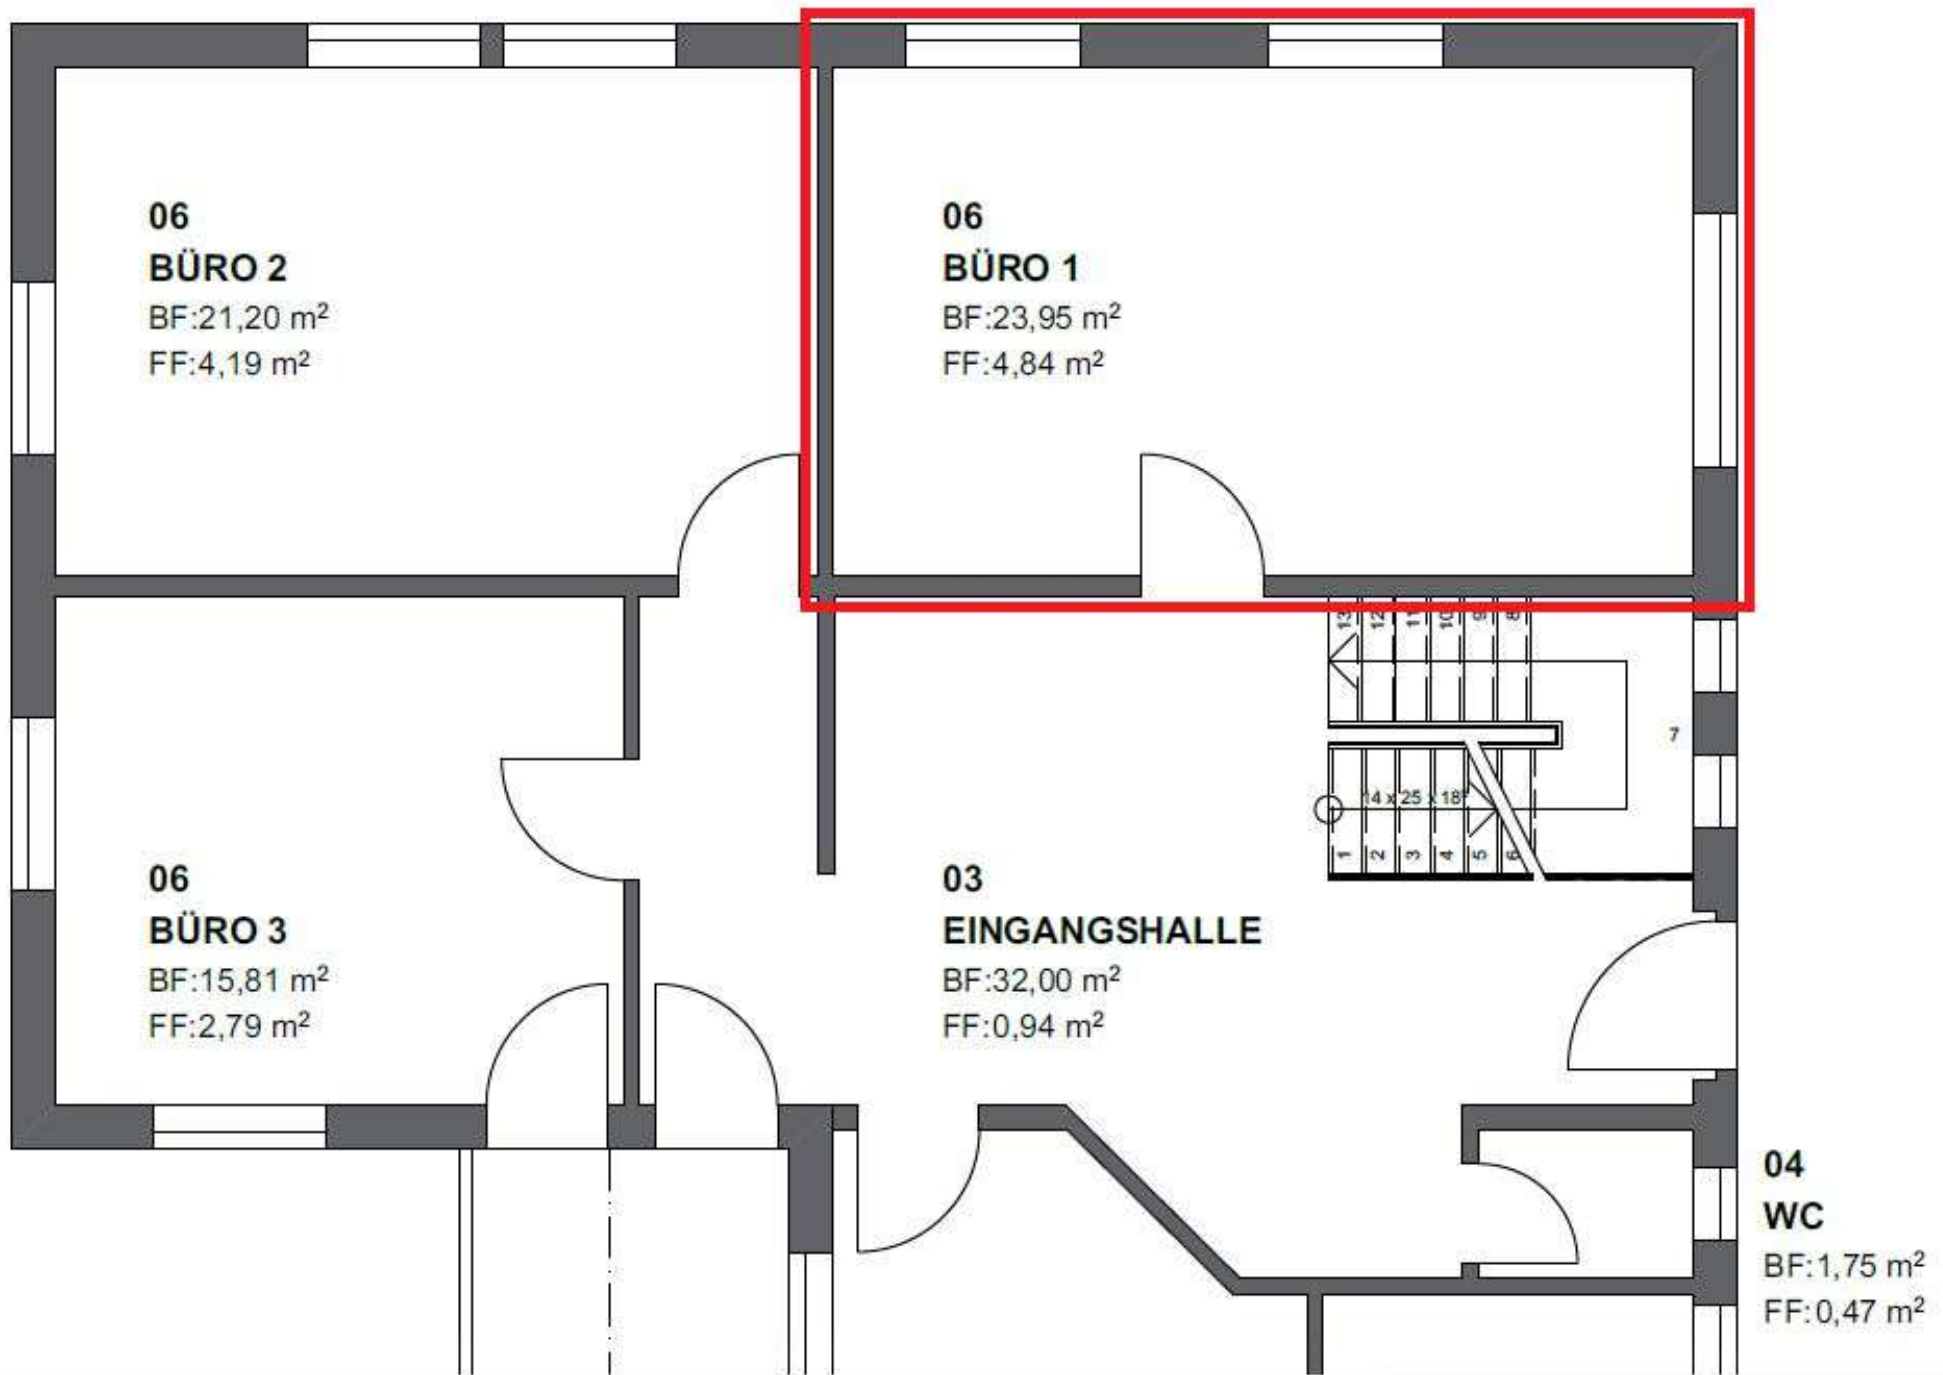 06
BÜRO 2
BF:21,20 m²
FF:4,19 m²
06
BÜRO 1
BF:23,95 m²
FF:4,84 m²
13 12 11 10 9 8
7
14 x 25 x 18
1 2 3 4 5 6
06
BÜRO 3
BF:15,81 m²
FF:2,79 m²
03
EINGANGSHALLE
BF:32,00 m²
FF:0,94 m²
04
WC
BF:1,75 m²
FF:0,47 m²